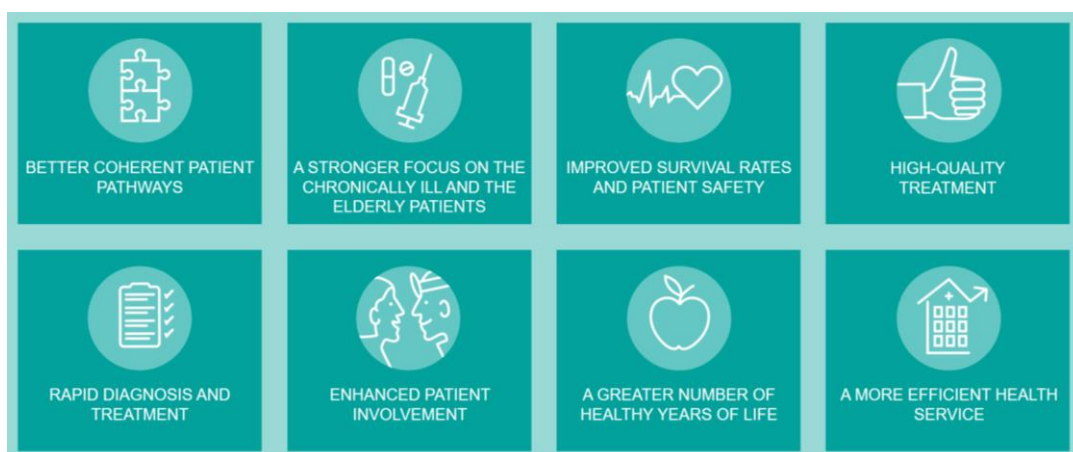 BETTER COHERENT PATIENT
PATHWAYS
A STRONGER FOCUS ON THE
CHRONICALLY ILL AND THE
ELDERLY PATIENTS
IMPROVED SURVIVAL RATES
AND PATIENT SAFETY
HIGH-QUALITY
TREATMENT
RAPID DIAGNOSIS AND
TREATMENT
ENHANCED PATIENT
INVOLVEMENT
A GREATER NUMBER OF
HEALTHY YEARS OF LIFE
A MORE EFFICIENT HEALTH
SERVICE